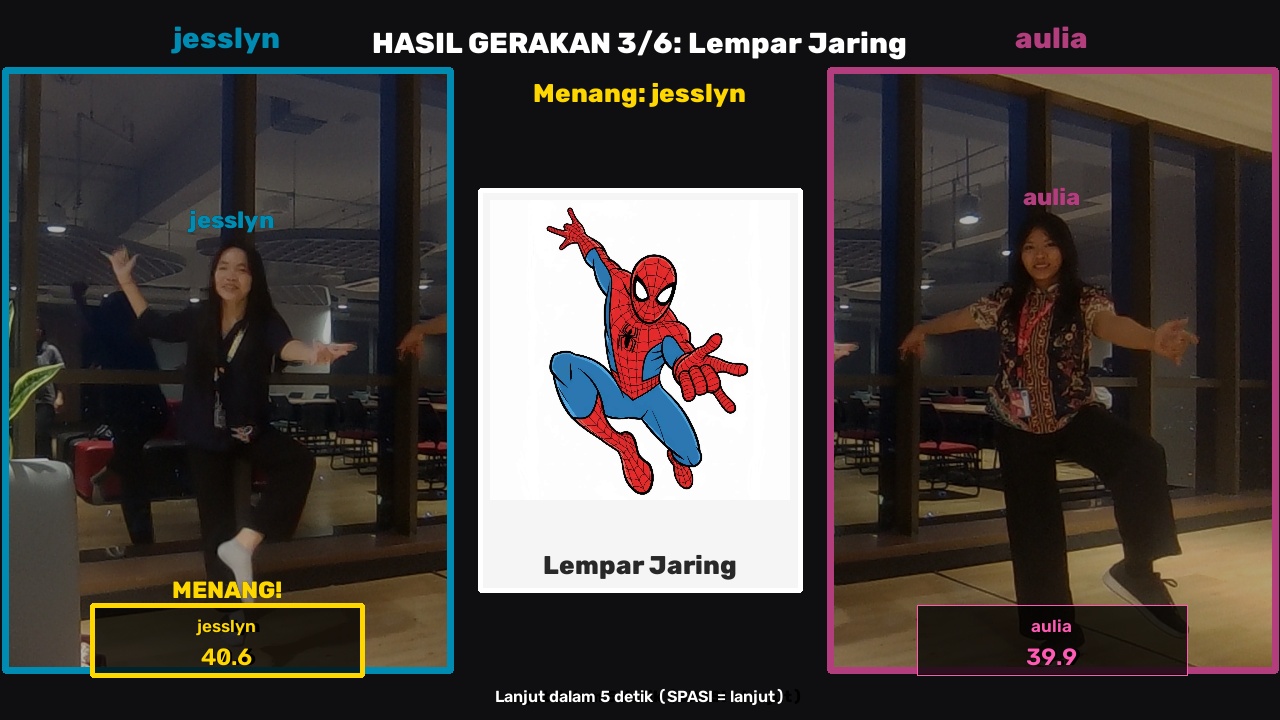 jesslyn
HASIL GERAKAN 3/6: Lempar Jaring
aulia
Menang: jesslyn
jesslyn
aulia
Lempar Jaring
MENANG!
jesslyn
40.6
aulia
39.9
Lanjut dalam 5 detik (SPASI = lanjut)